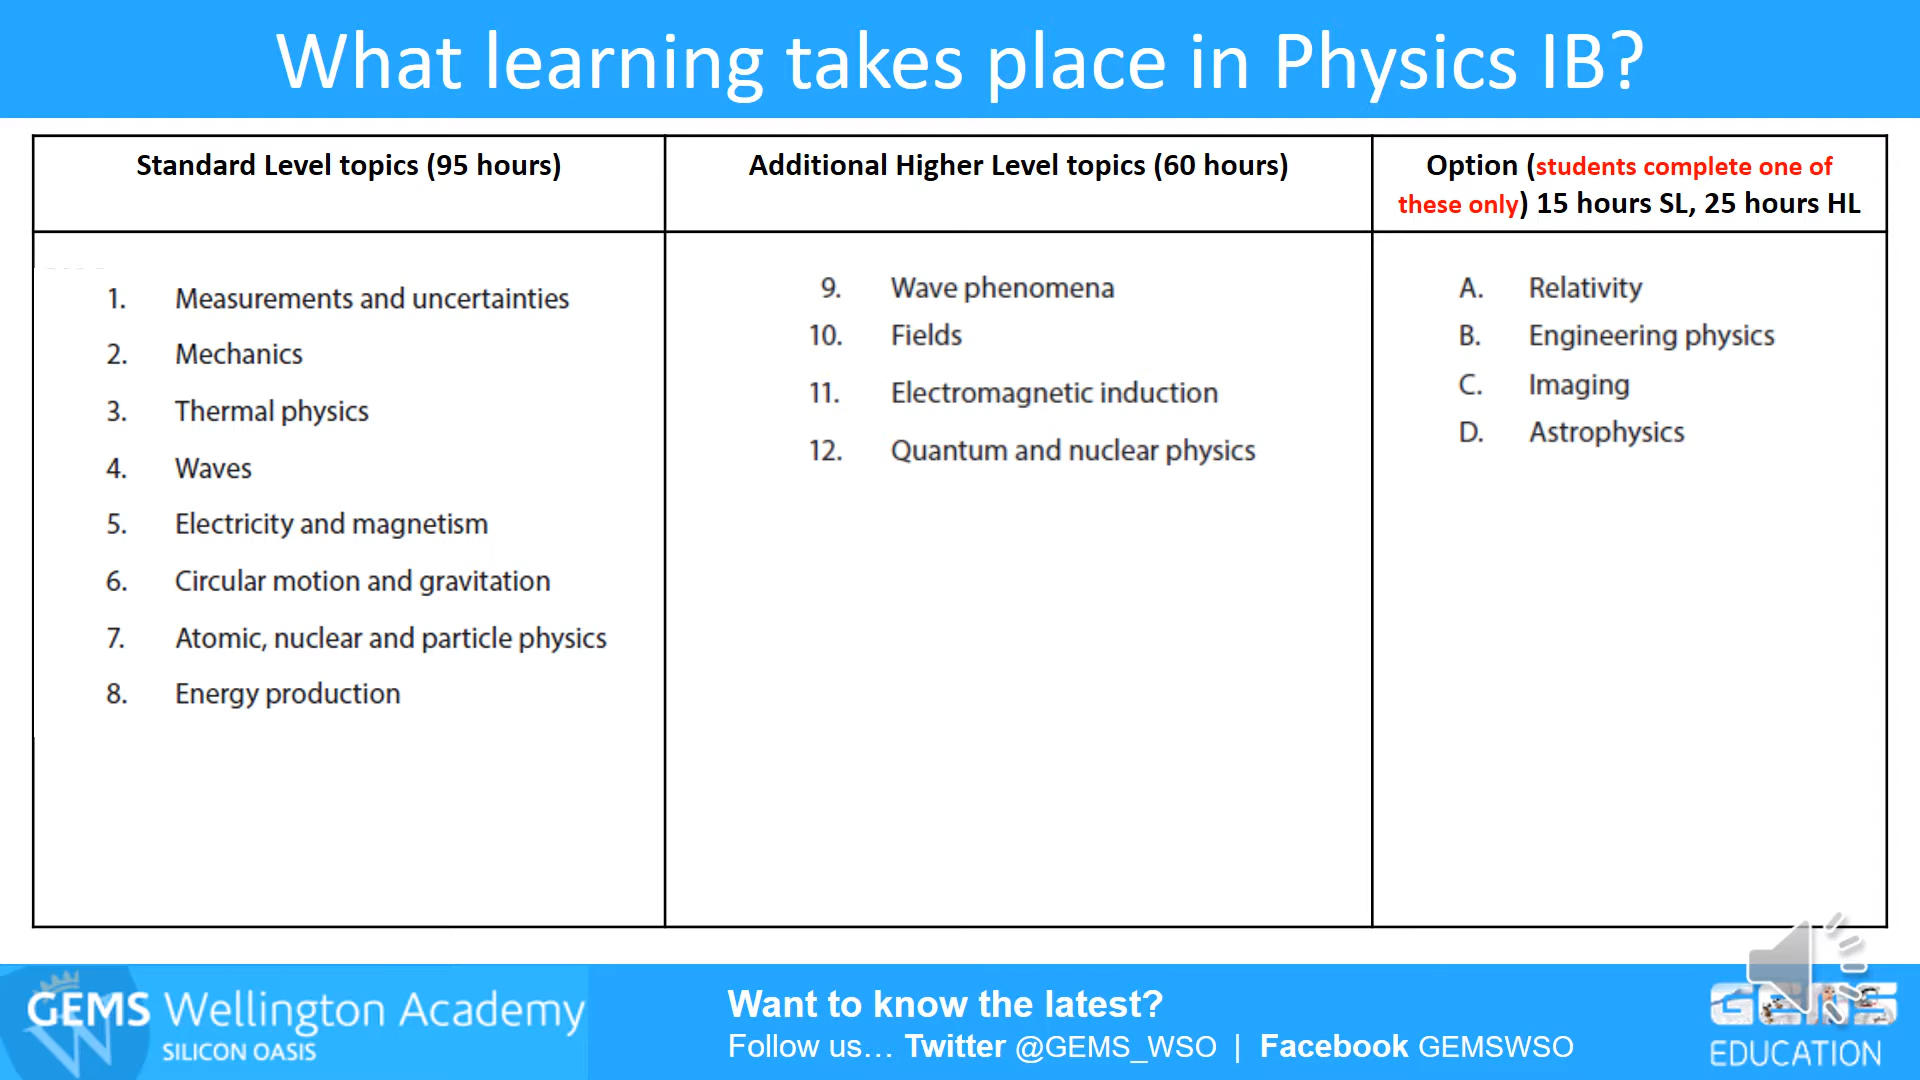 What learning takes place in Physics IB?
Standard Level topics (95 hours)
Additional Higher Level topics (60 hours)
Option (students complete one of
these only) 15 hours SL, 25 hours HL
1. Measurements and uncertainties
2. Mechanics
3. Thermal physics
4. Waves
5. Electricity and magnetism
6. Circular motion and gravitation
7. Atomic, nuclear and particle physics
8. Energy production
9. Wave phenomena
10. Fields
11. Electromagnetic induction
12. Quantum and nuclear physics
A. Relativity
B. Engineering physics
C. Imaging
D. Astrophysics
GEMS Wellington Academy
SILICON OASIS
Want to know the latest?
Follow us... Twitter @GEMS_WSO | Facebook GEMSWSO
GEMS
EDUCATION